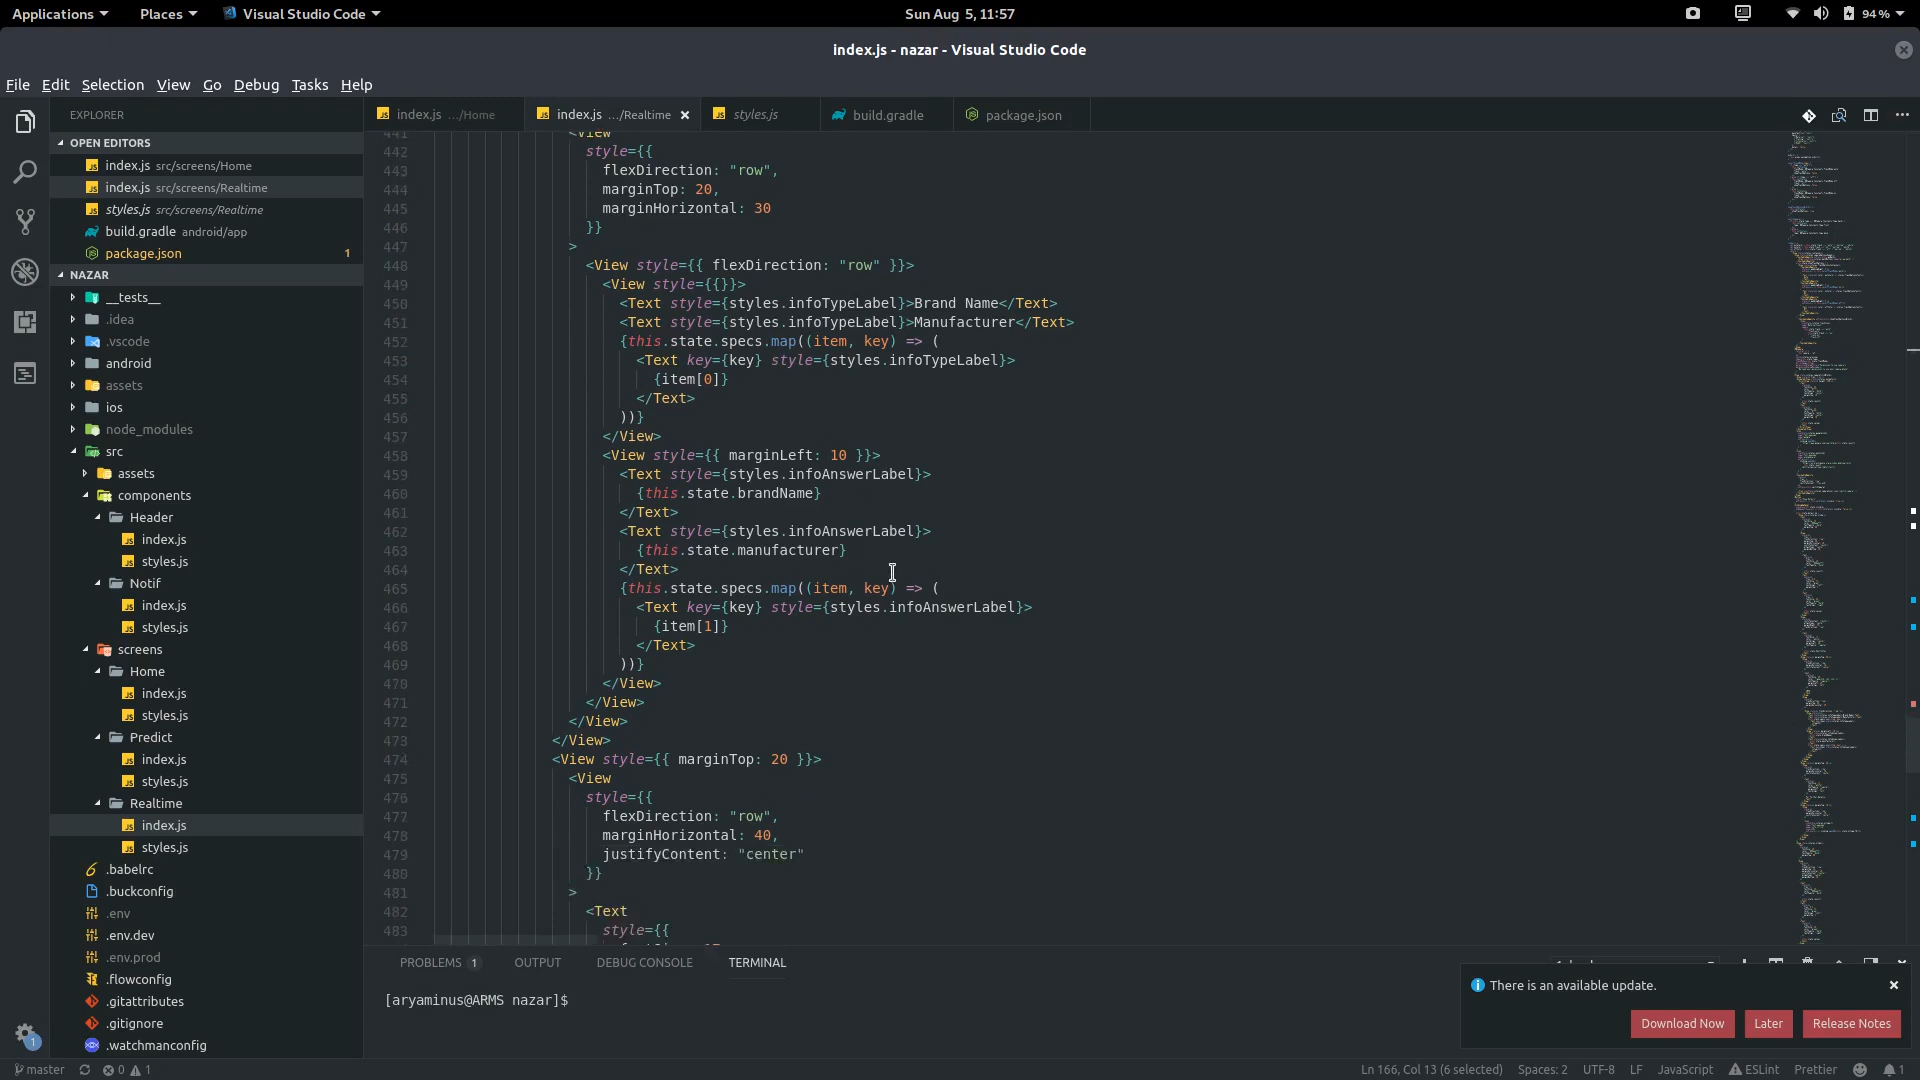 Applications Places Visual Studio Code Sun Aug 5, 11:57 94 %
index.js - nazar - Visual Studio Code
File Edit Selection View Go Debug Tasks Help
EXPLORER
OPEN EDITORS
index.js src/screens/Home
index.js src/screens/Realtime
styles.js src/screens/Realtime
build.gradle android/app
package.json 1
NAZAR
__tests__
.idea
.vscode
android
assets
ios
node_modules
src
assets
components
Header
index.js
styles.js
Notif
index.js
styles.js
screens
Home
index.js
styles.js
Predict
index.js
styles.js
Realtime
index.js
styles.js
.babelrc
.buckconfig
.env
.env.dev
.env.prod
.flowconfig
.gitattributes
.gitignore
.watchmanconfig
1
index.js .../Home index.js .../Realtime styles.js build.gradle package.json
441 <View
442 style={{
443 flexDirection: "row",
444 marginTop: 20,
445 marginHorizontal: 30
446 }}
447 >
448 <View style={{ flexDirection: "row" }}>
449 <View style={{}}>
450 <Text style={styles.infoTypeLabel}>Brand Name</Text>
451 <Text style={styles.infoTypeLabel}>Manufacturer</Text>
452 {this.state.specs.map((item, key) => (
453 <Text key={key} style={styles.infoTypeLabel}>
454 {item[0]}
455 </Text>
456 ))}
457 </View>
458 <View style={{ marginLeft: 10 }}>
459 <Text style={styles.infoAnswerLabel}>
460 {this.state.brandName}
461 </Text>
462 <Text style={styles.infoAnswerLabel}>
463 {this.state.manufacturer}
464 </Text>
465 {this.state.specs.map((item, key) => (
466 <Text key={key} style={styles.infoAnswerLabel}>
467 {item[1]}
468 </Text>
469 ))}
470 </View>
471 </View>
472 </View>
473 </View>
474 <View style={{ marginTop: 20 }}>
475 <View
476 style={{
477 flexDirection: "row",
478 marginHorizontal: 40,
479 justifyContent: "center"
480 }}
481 >
482 <Text
483 style={{
PROBLEMS 1 OUTPUT DEBUG CONSOLE TERMINAL
[aryaminus@ARMS nazar]$
There is an available update.
Download Now Later Release Notes
master 0 1 Ln 166, Col 13 (6 selected) Spaces: 2 UTF-8 LF JavaScript ESLint Prettier 1